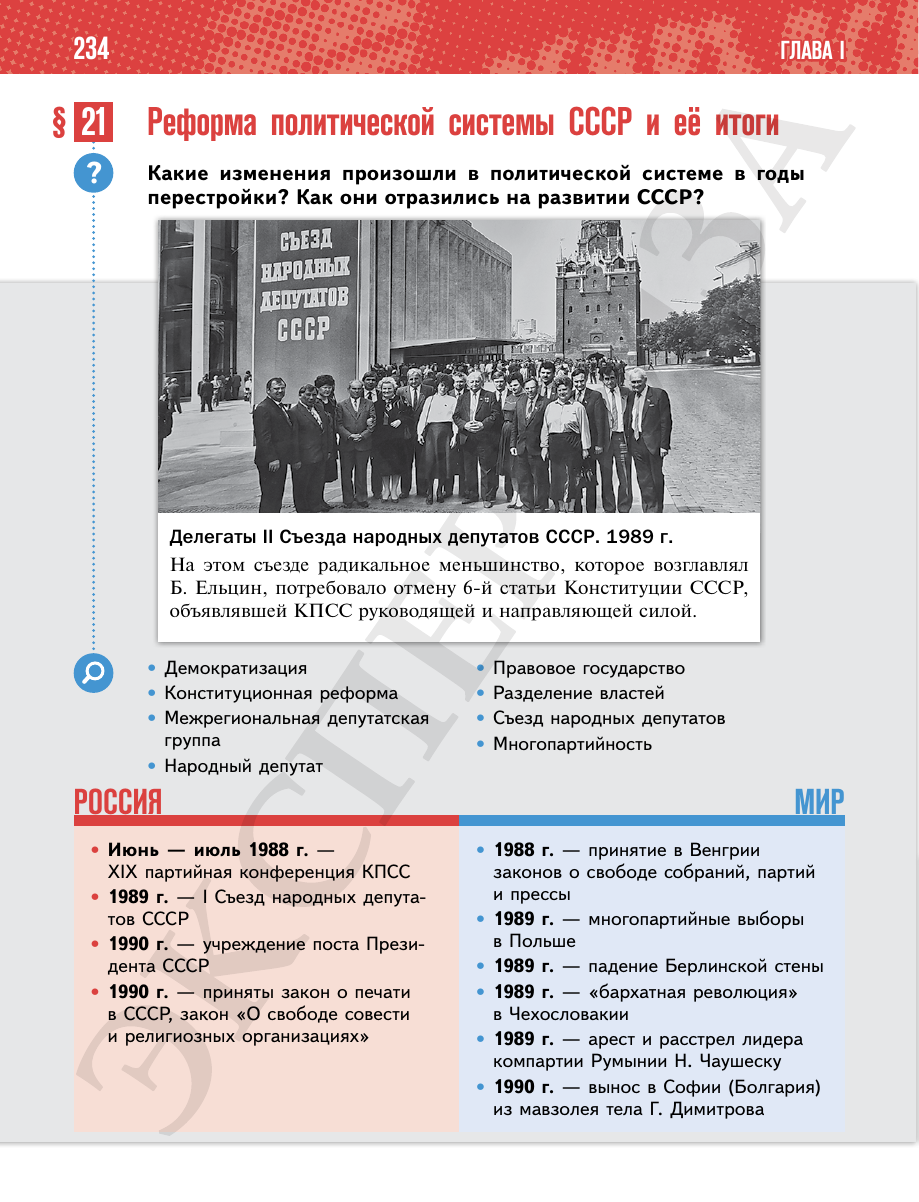 234
ГЛАВА I
§ 21
Реформа политической системы СССР и её итоги
?
Какие изменения произошли в политической системе в годы
перестройки? Как они отразились на развитии СССР?
СЪЕЗД
НАРОДНЫХ
ДЕПУТАТОВ
СССР
Делегаты II Съезда народных депутатов СССР. 1989 г.
На этом съезде радикальное меньшинство, которое возглавлял
Б. Ельцин, потребовало отмену 6-й статьи Конституции СССР,
объявлявшей КПСС руководящей и направляющей силой.
• Демократизация
• Конституционная реформа
• Межрегиональная депутатская
группа
• Народный депутат
• Правовое государство
• Разделение властей
• Съезд народных депутатов
• Многопартийность
РОССИЯ
• Июнь — июль 1988 г. —
XIX партийная конференция КПСС
• 1989 г. — I Съезд народных депута-
тов СССР
• 1990 г. — учреждение поста Прези-
дента СССР
• 1990 г. — приняты закон о печати
в СССР, закон «О свободе совести
и религиозных организациях»
МИР
• 1988 г. — принятие в Венгрии
законов о свободе собраний, партий
и прессы
• 1989 г. — многопартийные выборы
в Польше
• 1989 г. — падение Берлинской стены
• 1989 г. — «бархатная революция»
в Чехословакии
• 1989 г. — арест и расстрел лидера
компартии Румынии Н. Чаушеску
• 1990 г. — вынос в Софии (Болгария)
из мавзолея тела Г. Димитрова
ЭКСПЕРТИЗА